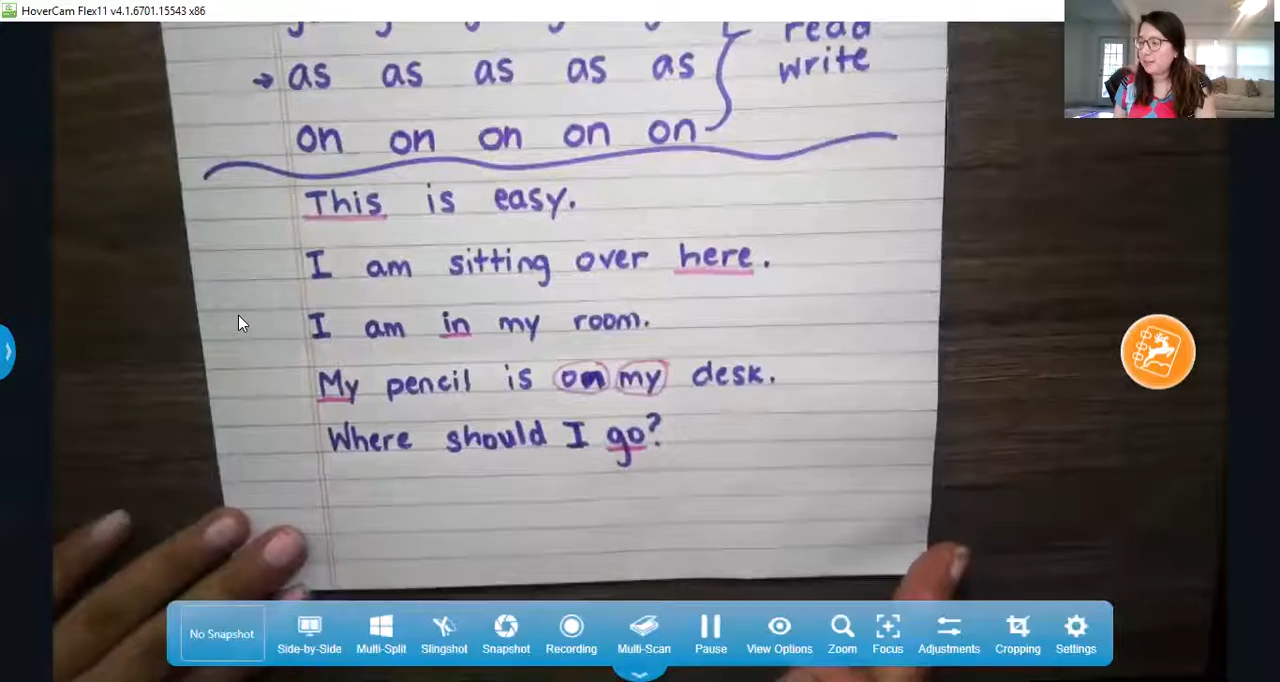 HoverCam Flex11 v4.1.6701.15543 x86
read
→ as as as as as write
on on on on on
This is easy.
I am sitting over here.
I am in my room.
My pencil is on my desk.
Where should I go?
No Snapshot
Side-by-Side Multi-Split Slingshot Snapshot Recording Multi-Scan Pause View Options Zoom Focus Adjustments Cropping Settings